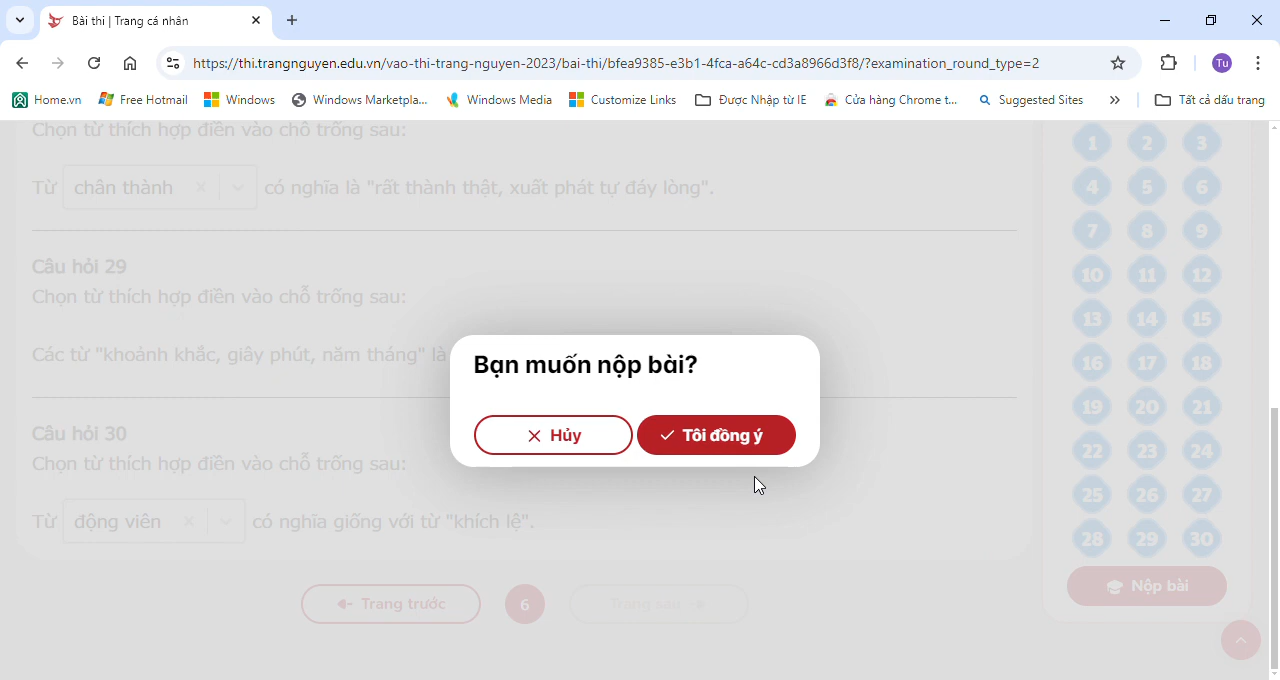 Bài thi | Trang cá nhân
https://thi.trangnguyen.edu.vn/vao-thi-trang-nguyen-2023/bai-thi/bfea9385-e3b1-4fca-a64c-cd3a8966d3f8/?examination_round_type=2
Tu
Home.vn Free Hotmail Windows Windows Marketpla... Windows Media Customize Links Được Nhập từ IE Cửa hàng Chrome t... Suggested Sites » Tất cả dấu trang
Chọn từ thích hợp điền vào chỗ trống sau:
Từ chân thành có nghĩa là "rất thành thật, xuất phát tự đáy lòng".
Câu hỏi 29
Chọn từ thích hợp điền vào chỗ trống sau:
Các từ "khoảnh khắc, giây phút, năm tháng" là
Câu hỏi 30
Chọn từ thích hợp điền vào chỗ trống sau:
Từ động viên có nghĩa giống với từ "khích lệ".
Bạn muốn nộp bài?
Hủy Tôi đồng ý
Trang trước 6 Trang sau
1 2 3
4 5 6
7 8 9
10 11 12
13 14 15
16 17 18
19 20 21
22 23 24
25 26 27
28 29 30
Nộp bài